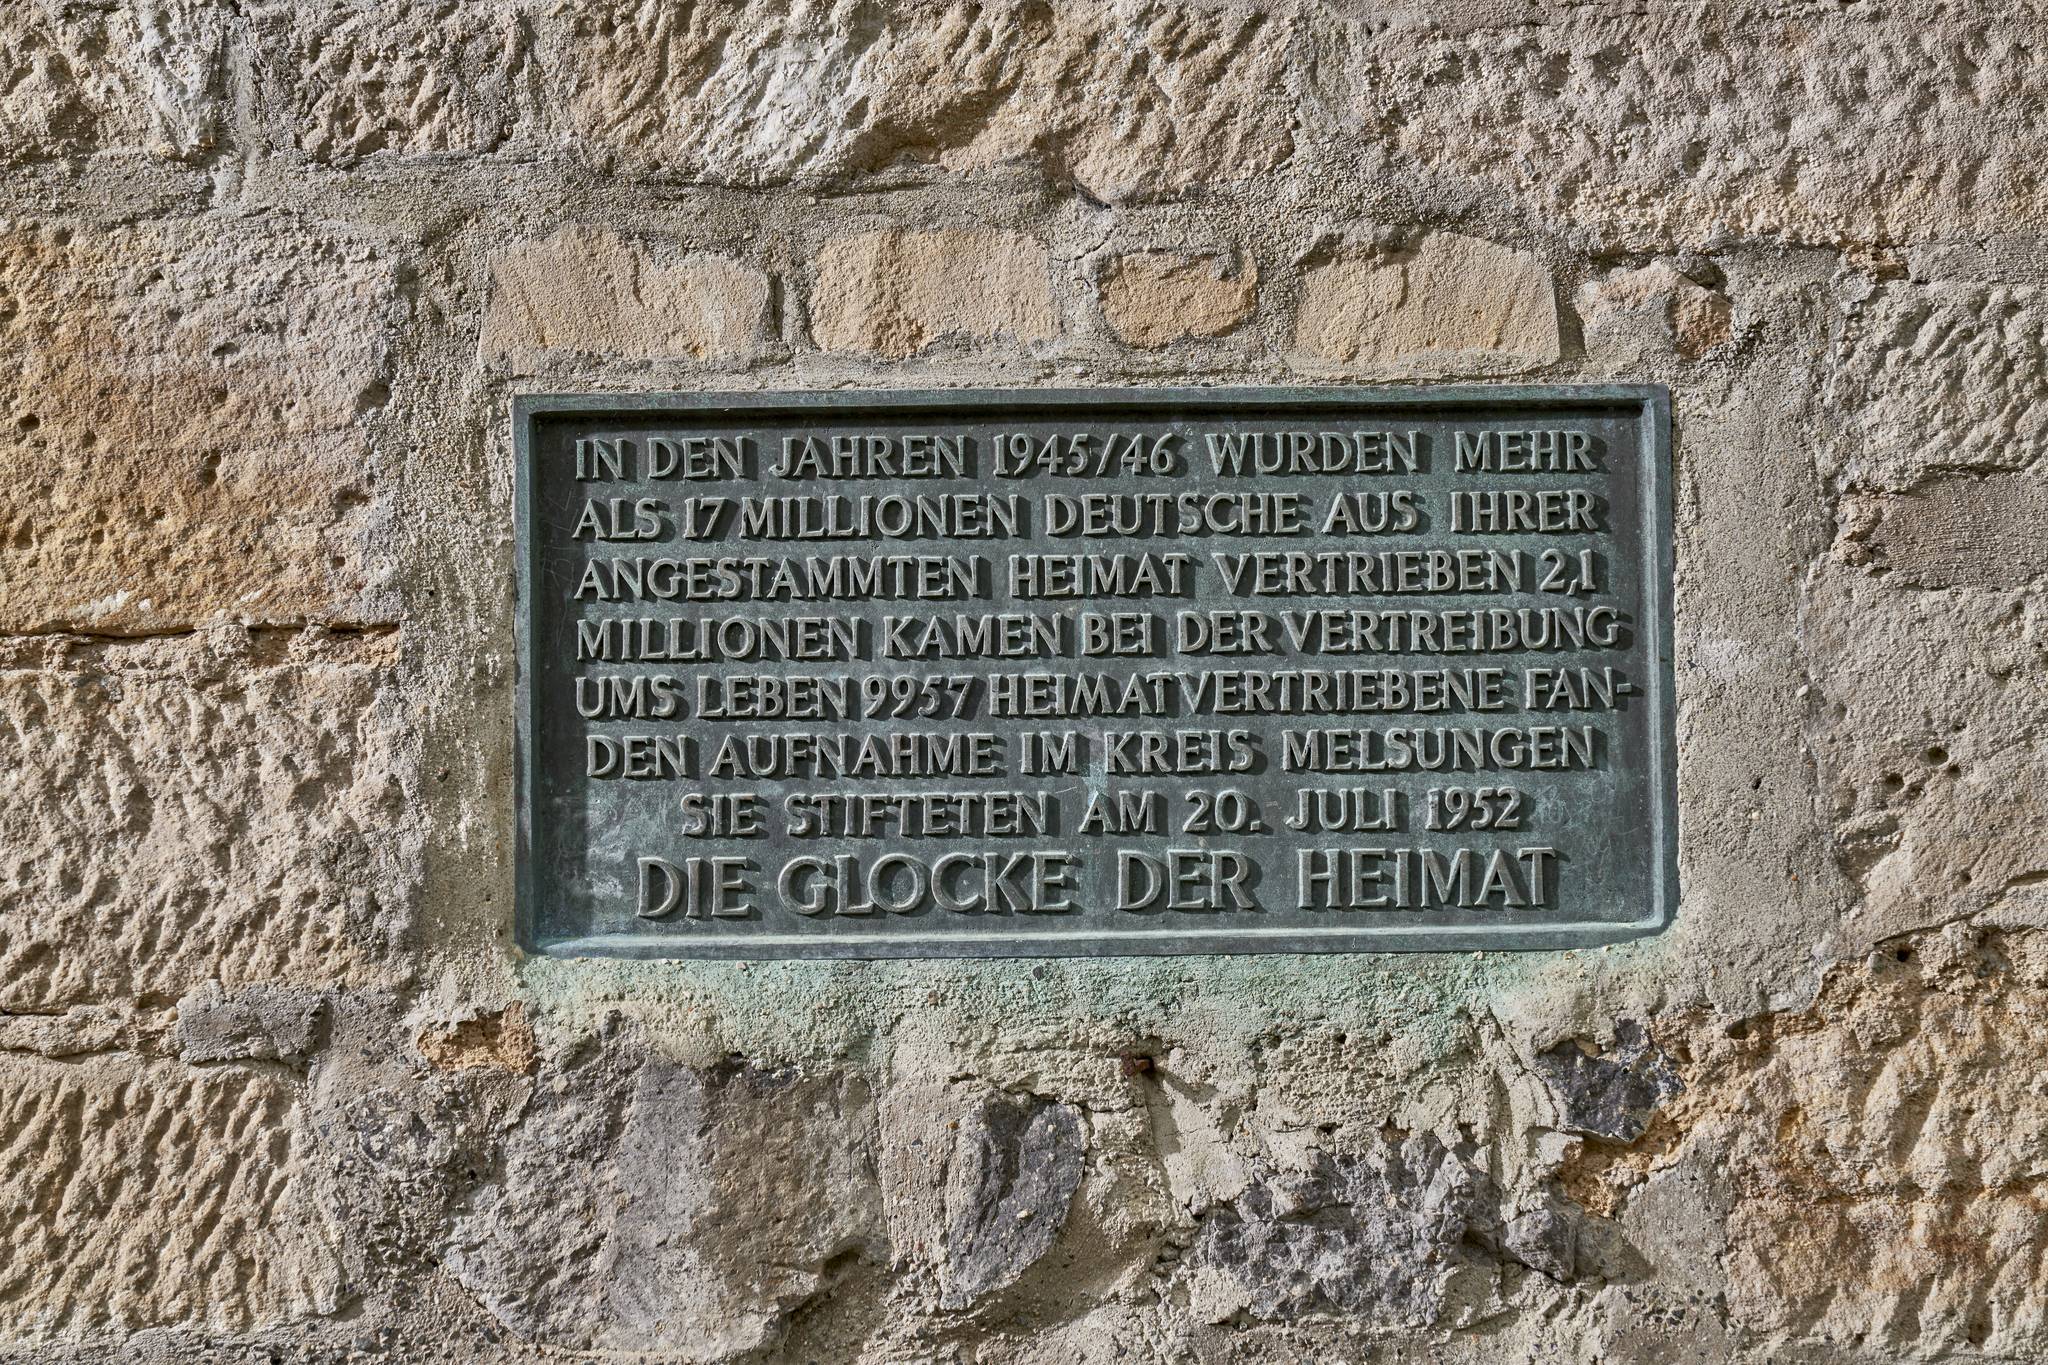 IN DEN JAHREN 1945/46 WURDEN MEHR
ALS 17 MILLIONEN DEUTSCHE AUS IHRER
ANGESTAMMTEN HEIMAT VERTRIEBEN 2,1
MILLIONEN KAMEN BEI DER VERTREIBUNG
UMS LEBEN 9957 HEIMATVERTRIEBENE FAN-
DEN AUFNAHME IM KREIS MELSUNGEN
SIE STIFTETEN AM 20. JULI 1952
DIE GLOCKE DER HEIMAT